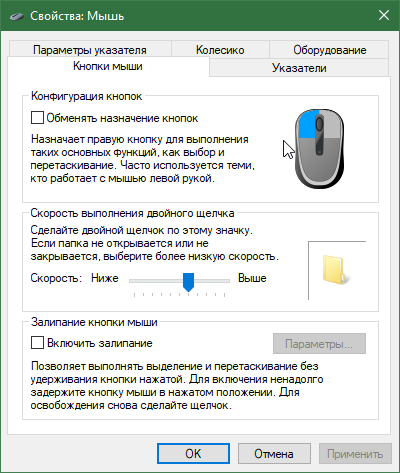 Свойства: Мышь
Параметры указателя Колесико Оборудование
Кнопки мыши Указатели
Конфигурация кнопок
Обменять назначение кнопок
Назначает правую кнопку для выполнения
таких основных функций, как выбор и
перетаскивание. Часто используется теми,
кто работает с мышью левой рукой.
Скорость выполнения двойного щелчка
Сделайте двойной щелчок по этому значку.
Если папка не открывается или не
закрывается, выберите более низкую скорость.
Скорость: Ниже Выше
Залипание кнопки мыши
Включить залипание Параметры...
Позволяет выполнять выделение и перетаскивание без
удерживания кнопки нажатой. Для включения ненадолго
задержите кнопку мыши в нажатом положении. Для
освобождения снова сделайте щелчок.
OK Отмена Применить